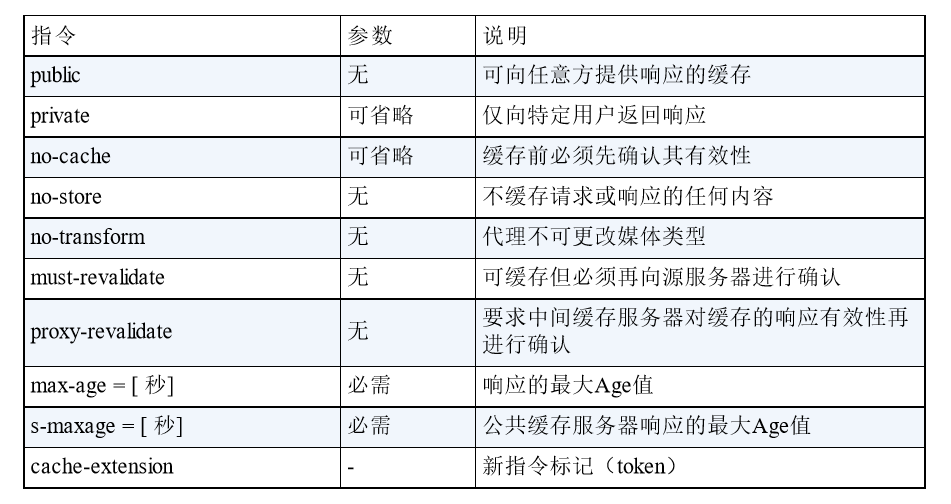 指令 参数 说明
public 无 可向任意方提供响应的缓存
private 可省略 仅向特定用户返回响应
no-cache 可省略 缓存前必须先确认其有效性
no-store 无 不缓存请求或响应的任何内容
no-transform 无 代理不可更改媒体类型
must-revalidate 无 可缓存但必须再向源服务器进行确认
proxy-revalidate 无 要求中间缓存服务器对缓存的响应有效性再
进行确认
max-age = [ 秒] 必需 响应的最大Age值
s-maxage = [ 秒] 必需 公共缓存服务器响应的最大Age值
cache-extension - 新指令标记（token）